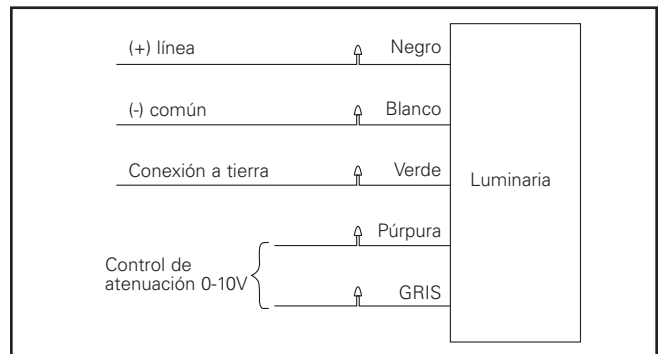 (+) línea Negro
(-) común Blanco
Conexión a tierra Verde
Luminaria
Púrpura
Control de
atenuación 0-10V
GRIS